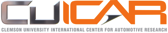 CUICAR
CLEMSON UNIVERSITY INTERNATIONAL CENTER FOR AUTOMOTIVE RESEARCH